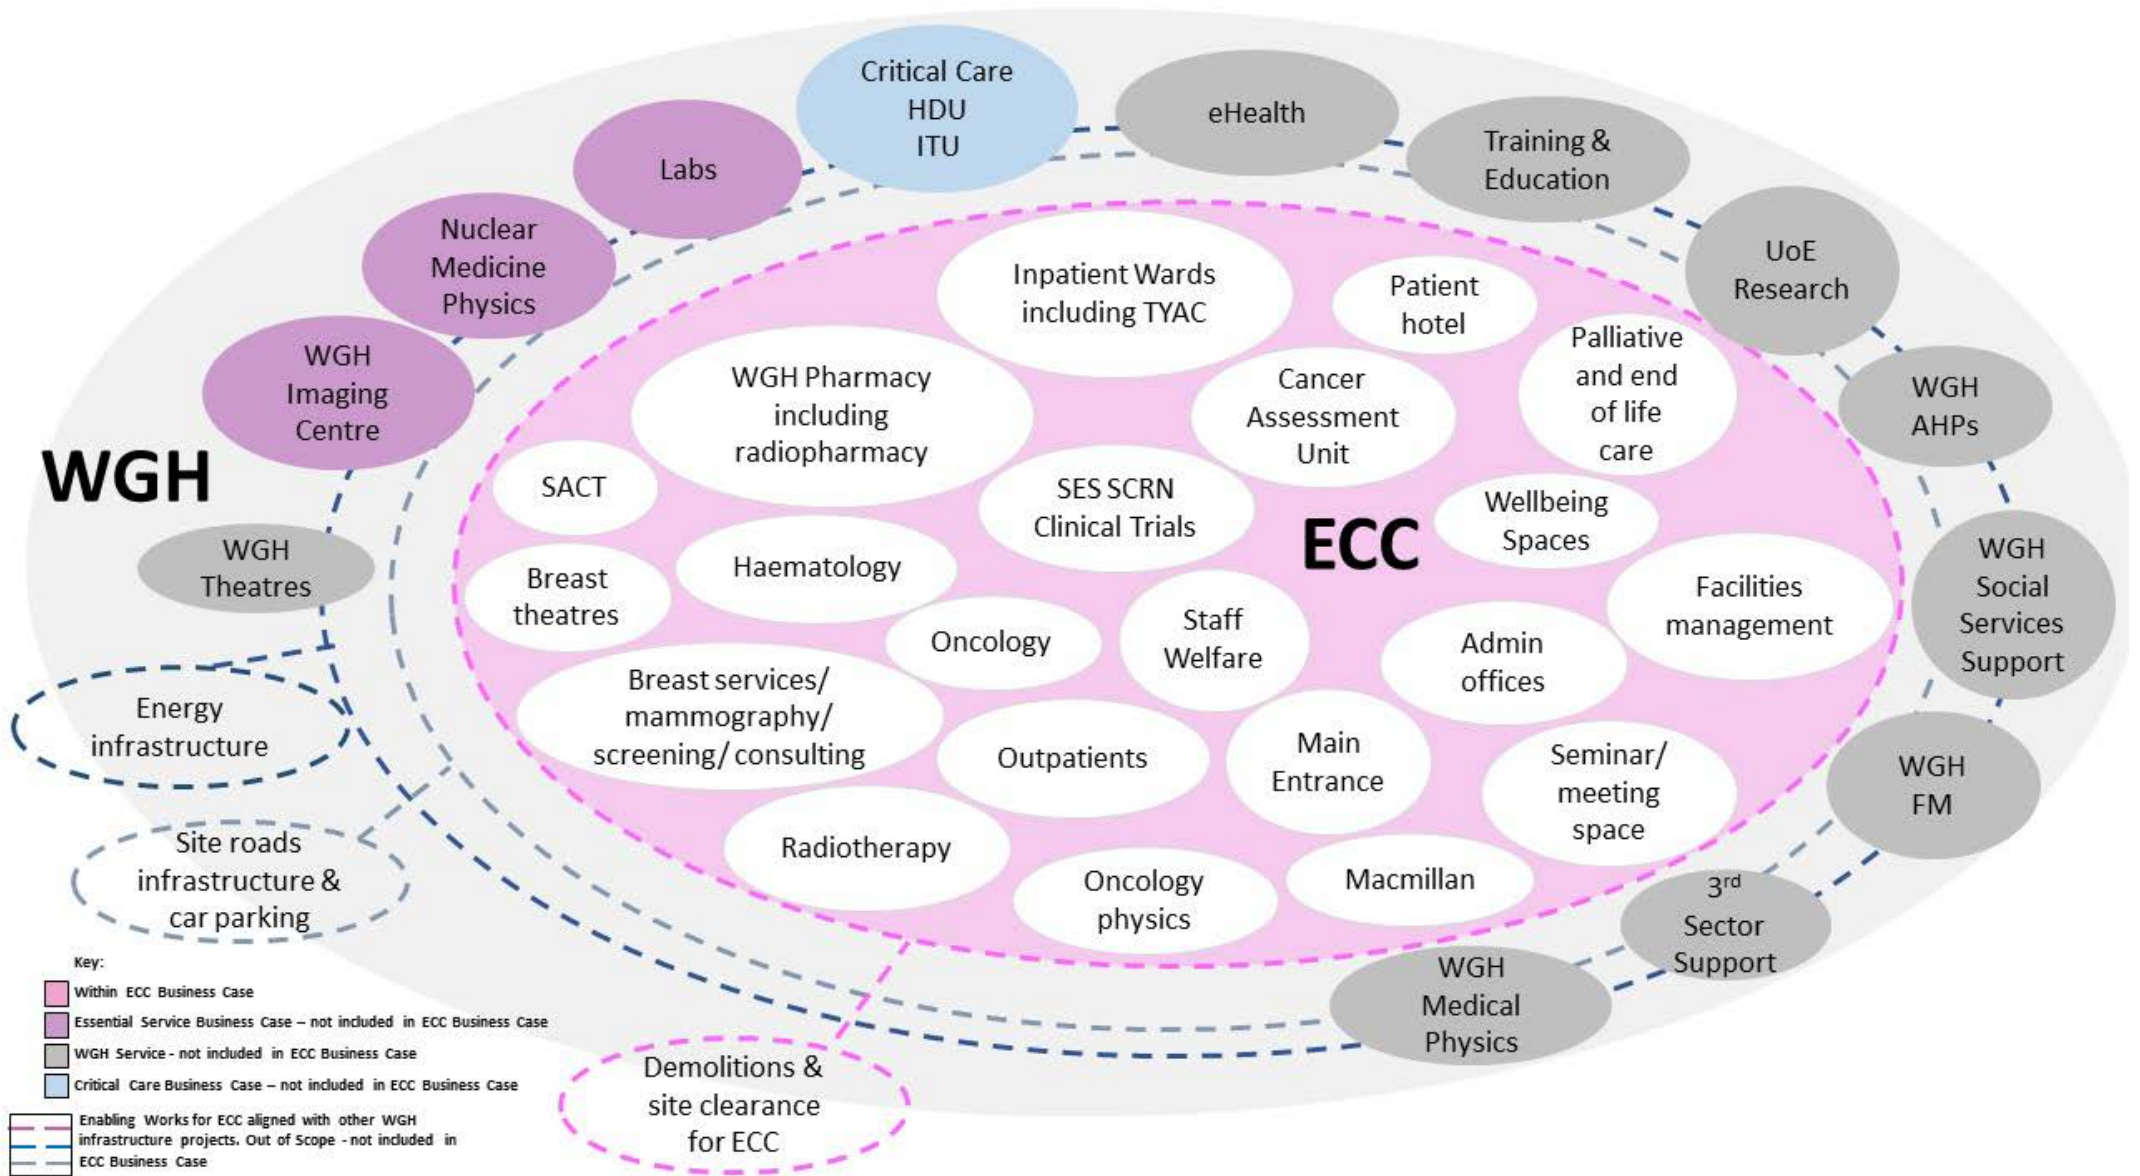 Critical Care
HDU
ITU
eHealth
Training &
Education
Labs
UoE
Research
Nuclear
Medicine
Physics
WGH
Imaging
Centre
WGH
AHPs
WGH
WGH
Theatres
WGH
Social
Services
Support
WGH
FM
3rd
Sector
Support
WGH
Medical
Physics
Inpatient Wards
including TYAC
Patient
hotel
Palliative
and end
of life
care
WGH Pharmacy
including
radiopharmacy
Cancer
Assessment
Unit
SACT
SES SCRN
Clinical Trials
ECC
Wellbeing
Spaces
Breast
theatres
Haematology
Facilities
management
Oncology
Staff
Welfare
Admin
offices
Breast services/
mammography/
screening/ consulting
Outpatients
Main
Entrance
Seminar/
meeting
space
Radiotherapy
Oncology
physics
Macmillan
Energy
infrastructure
Site roads
infrastructure &
car parking
Demolitions &
site clearance
for ECC
Key:
Within ECC Business Case
Essential Service Business Case – not included in ECC Business Case
WGH Service - not included in ECC Business Case
Critical Care Business Case – not included in ECC Business Case
Enabling Works for ECC aligned with other WGH
infrastructure projects. Out of Scope - not included in
ECC Business Case